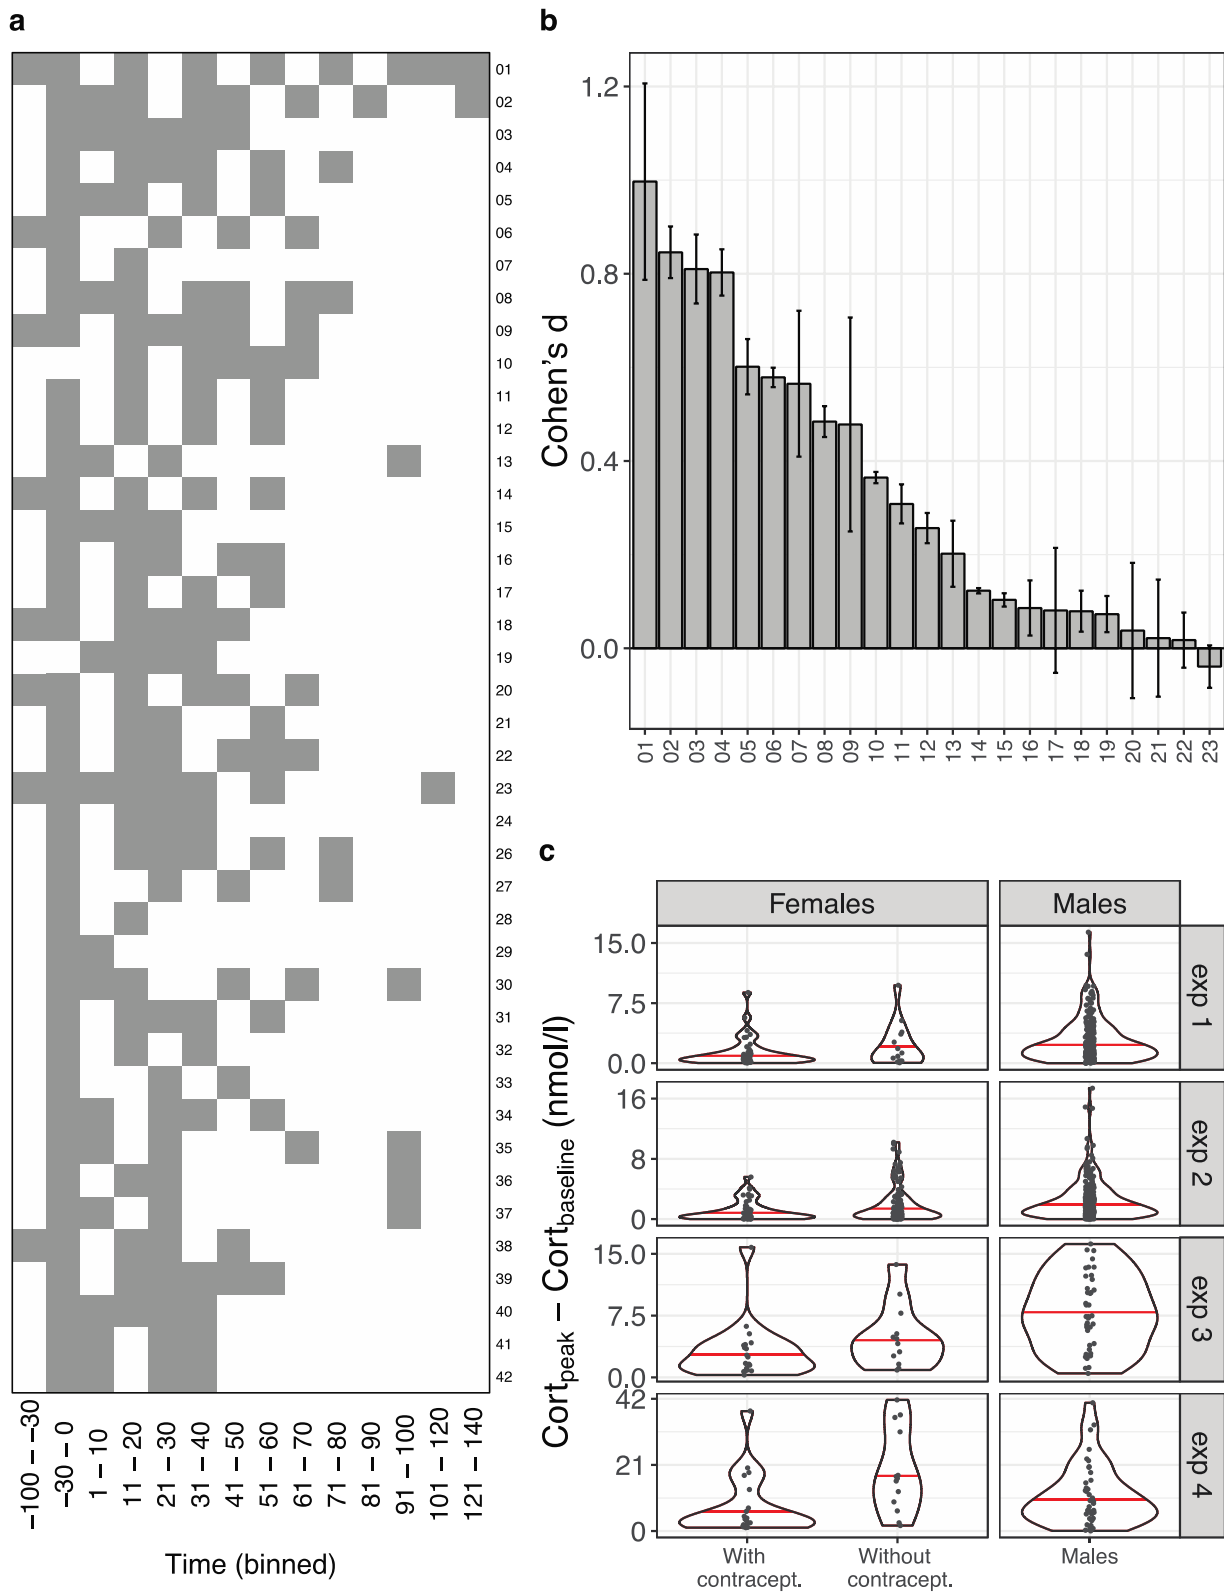 a
01
02
03
04
05
06
07
08
09
10
11
12
13
14
15
16
17
18
19
20
21
22
23
24
26
27
28
29
30
31
32
33
34
35
36
37
38
39
40
41
42
−100 − −30
−30 − 0
1 − 10
11 − 20
21 − 30
31 − 40
41 − 50
51 − 60
61 − 70
71 − 80
81 − 90
91 − 100
101 − 120
121 − 140
Time (binned)
b
Cohen's d
1.2
0.8
0.4
0.0
01 02 03 04 05 06 07 08 09 10 11 12 13 14 15 16 17 18 19 20 21 22 23
c
Females Males
Cortpeak − Cortbaseline (nmol/l)
15.0
7.5
0.0
exp 1
16
8
0
exp 2
15.0
7.5
0.0
exp 3
42
21
0
exp 4
With contracept.
Without contracept.
Males